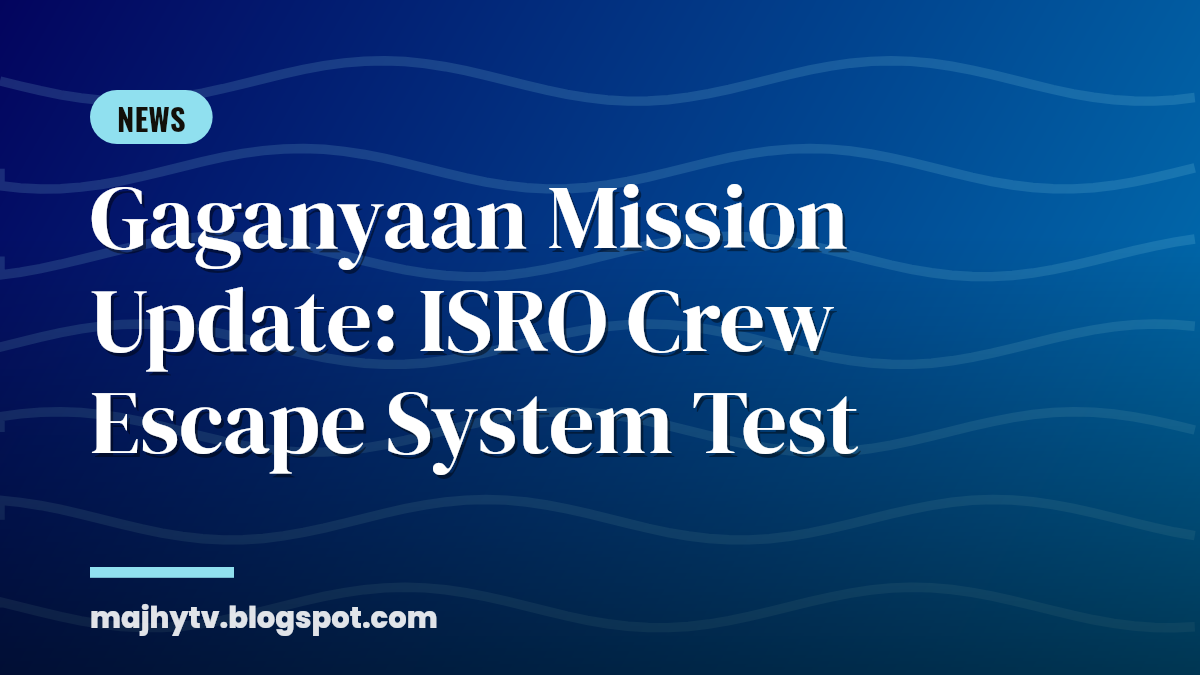 NEWS
Gaganyaan Mission
Update: ISRO Crew
Escape System Test
majhytv.blogspot.com